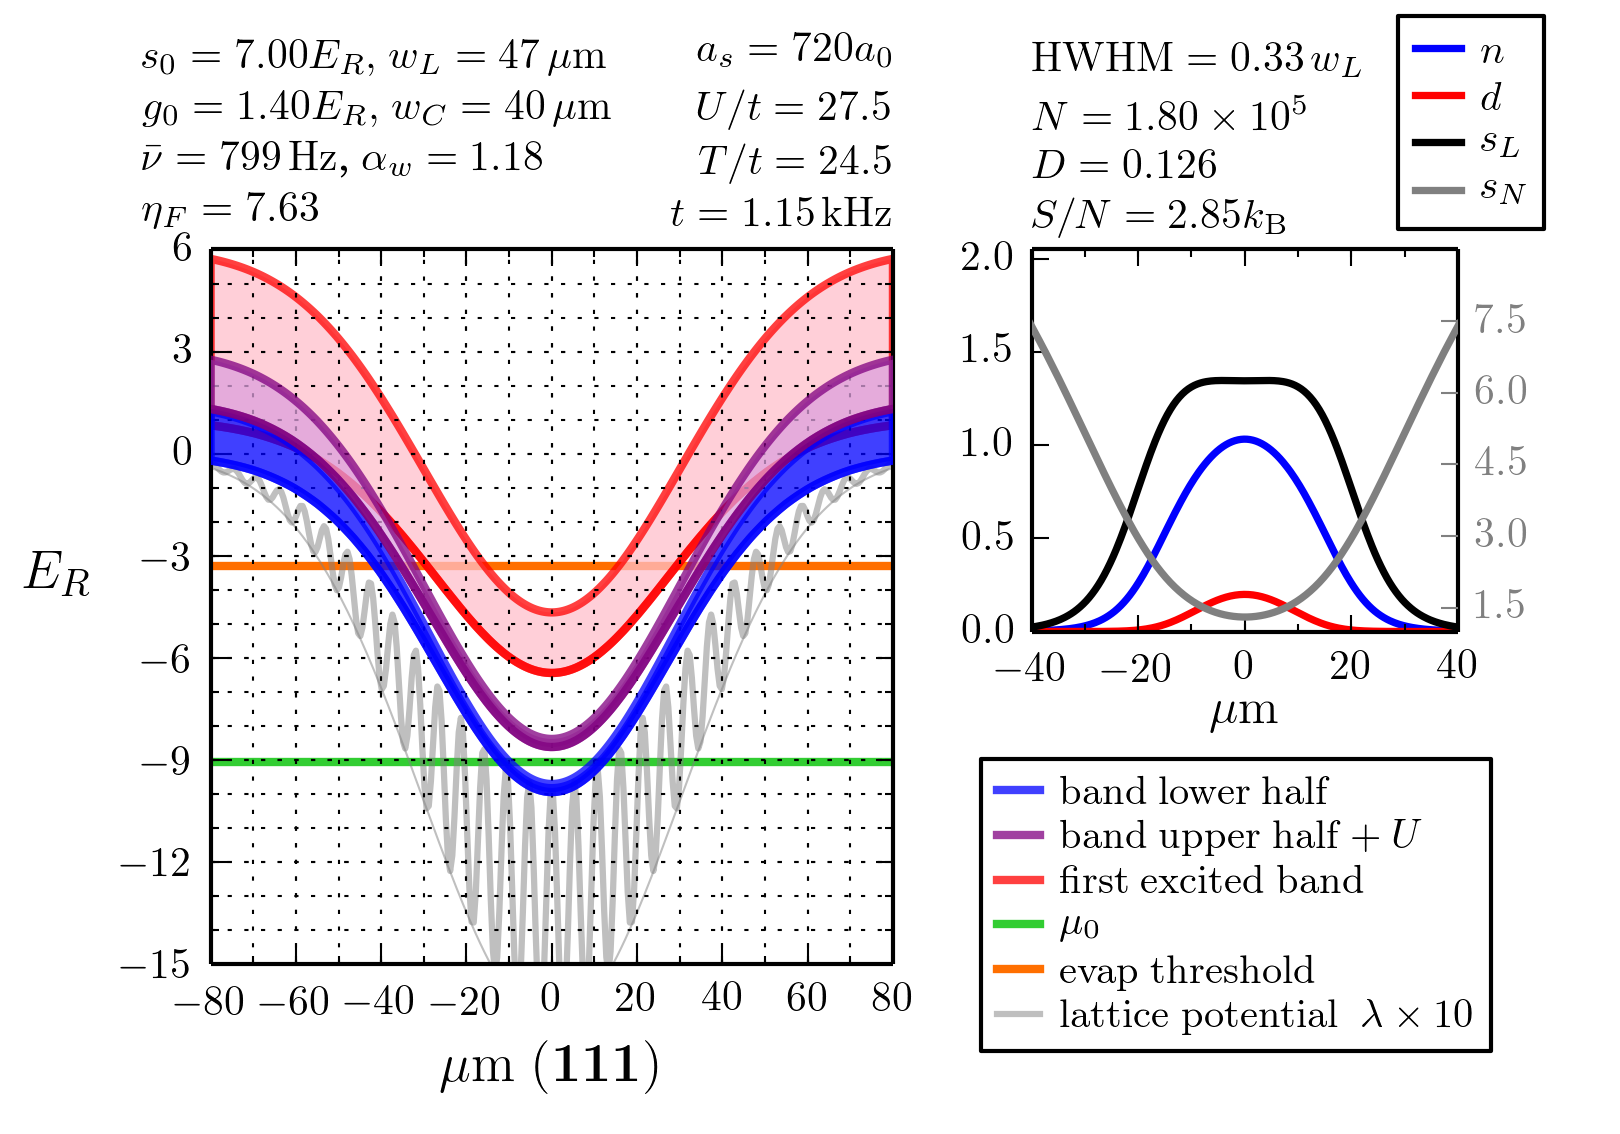 s₀ = 7.00E_R, w_L = 47 μm
g₀ = 1.40E_R, w_C = 40 μm
ν̄ = 799 Hz, α_w = 1.18
η_F = 7.63
a_s = 720a₀
U/t = 27.5
T/t = 24.5
t = 1.15 kHz
HWHM = 0.33 w_L
N = 1.80 × 10⁵
D = 0.126
S/N = 2.85k_B
n
d
s_L
s_N
E_R
6
3
0
−3
−6
−9
−12
−15
−80 −60 −40 −20 0 20 40 60 80
μm (111)
2.0
1.5
1.0
0.5
0.0
7.5
6.0
4.5
3.0
1.5
−40 −20 0 20 40
μm
band lower half
band upper half + U
first excited band
μ₀
evap threshold
lattice potential λ × 10